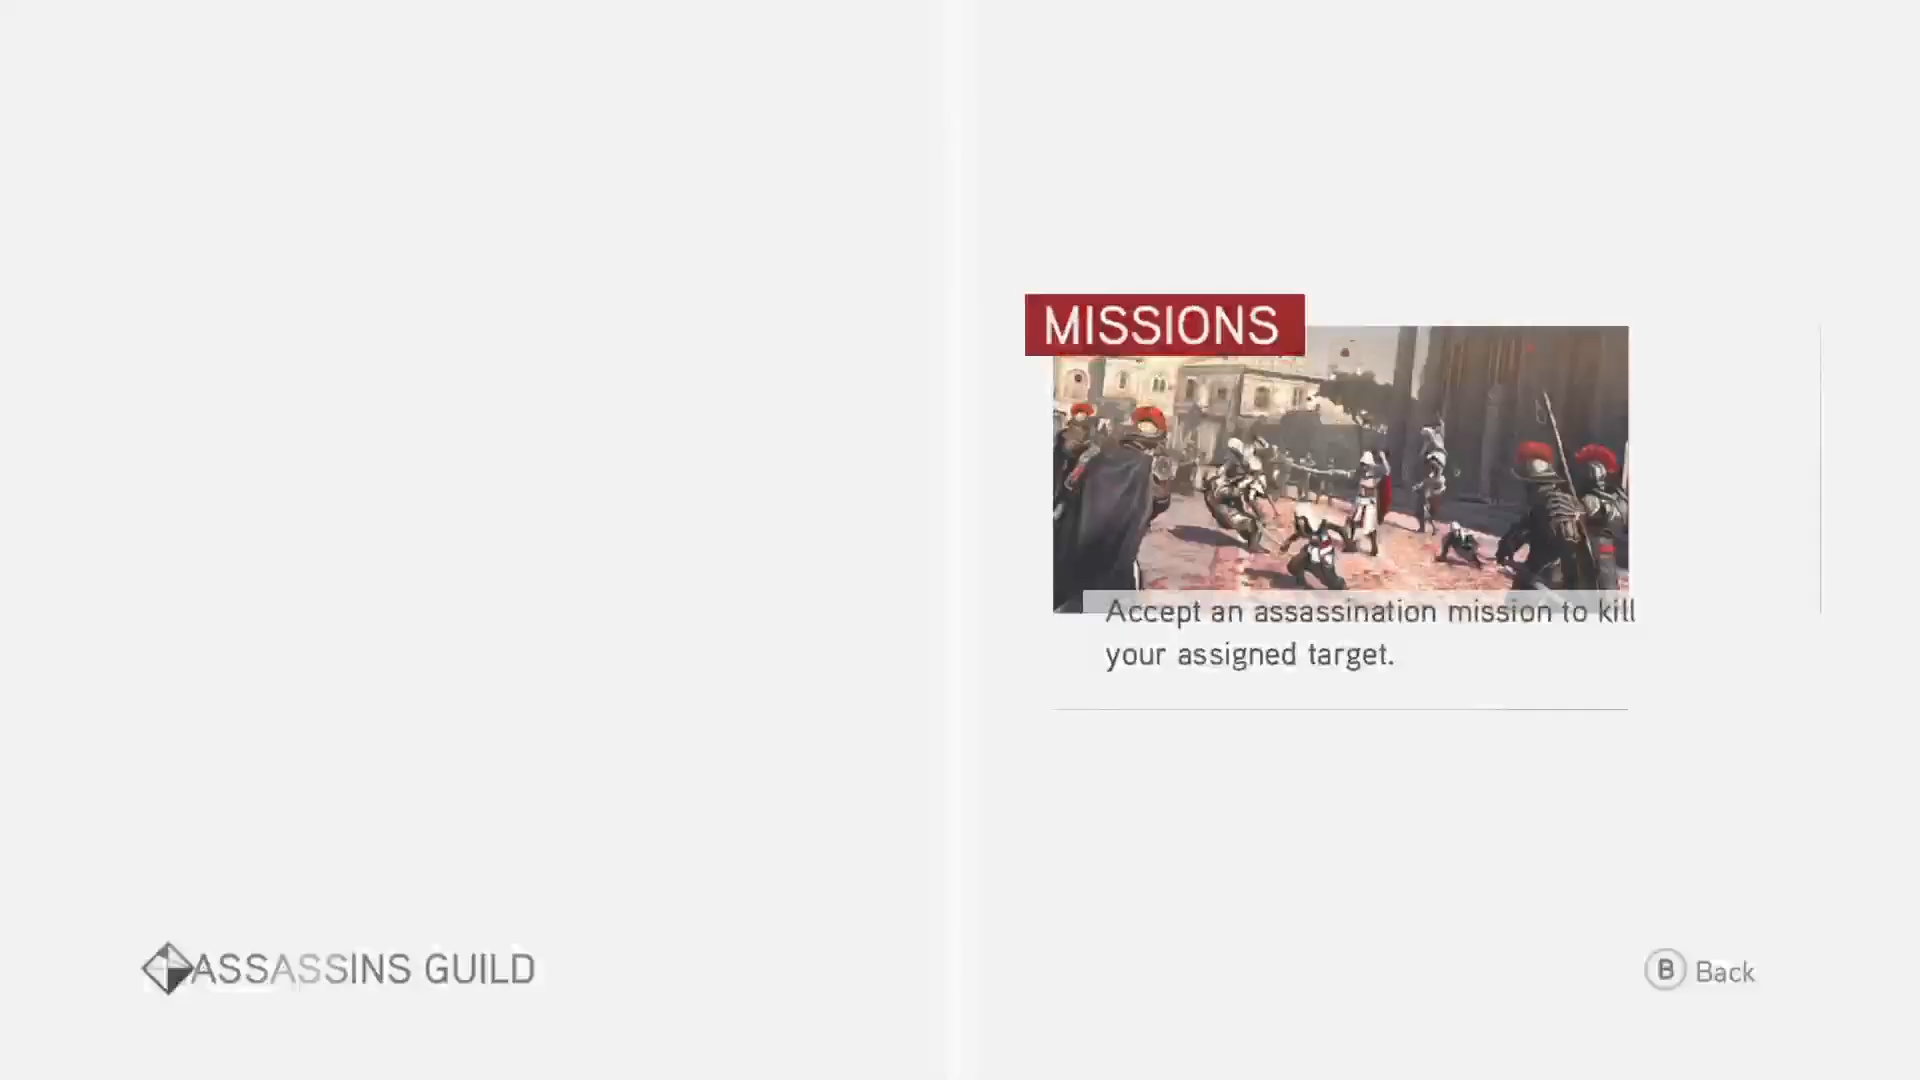 MISSIONS
Accept an assassination mission to kill
your assigned target.
ASSASSINS GUILD
B Back